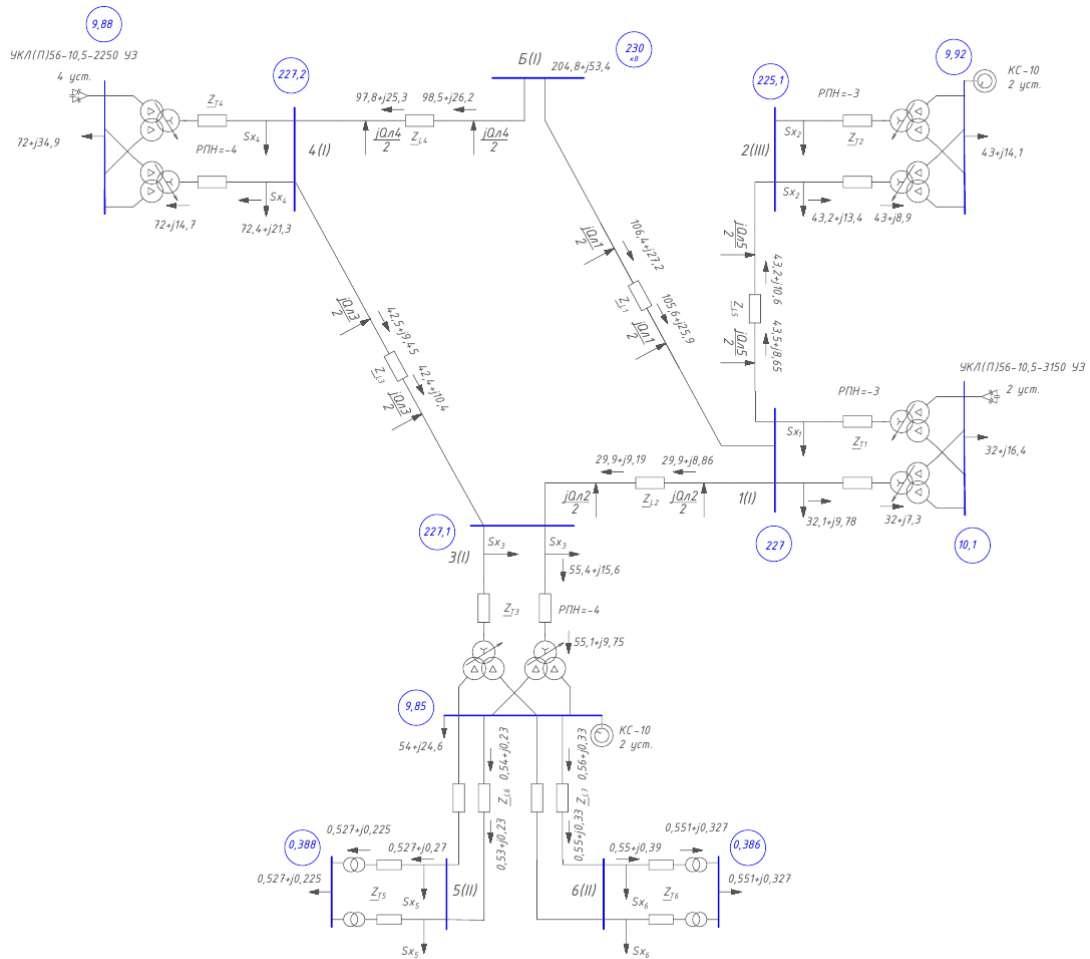 9,88
УКЛ(П)56-10,5-2250 У3
4 уст.
72+j34,9
Z_T4
РПН=-4
Sx4
Sx4
72+j14,7
72,4+j21,3
227,2
4(I)
97,8+j25,3
98,5+j26,2
jQл4
2
Z_L4
jQл4
2
Б(I)
230
кВ
204,8+j53,4
225,1
2(III)
РПН=-3
Sx2
Z_T2
Sx2
43,2+j13,4
43+j8,9
9,92
КС-10
2 уст.
43+j14,1
jQл1
2
106,4+j27,2
Z_L1
105,6+j25,9
jQл1
2
jQл5
2
43,2+j10,6
Z_L5
jQл5
2
43,5+j8,65
jQл3
2
42,5+j9,45
Z_L3
42,4+j10,4
jQл3
2
УКЛ(П)56-10,5-3150 У3
2 уст.
РПН=-3
Sx1
Z_T1
32+j16,4
32,1+j9,78
32+j7,3
10,1
1(I)
227
29,9+j9,19
29,9+j8,86
jQл2
2
Z_L2
jQл2
2
227,1
3(I)
Sx3
Sx3
55,4+j15,6
Z_T3
РПН=-4
55,1+j9,75
9,85
КС-10
2 уст.
54+j24,6
0,54+j0,23
Z_L6
0,53+j0,23
0,56+j0,33
Z_L7
0,55+j0,33
0,388
0,527+j0,225
0,527+j0,27
0,527+j0,225
Z_T5
Sx5
5(II)
Sx5
0,55+j0,39
0,551+j0,327
0,386
0,551+j0,327
6(II)
Sx6
Z_T6
Sx6